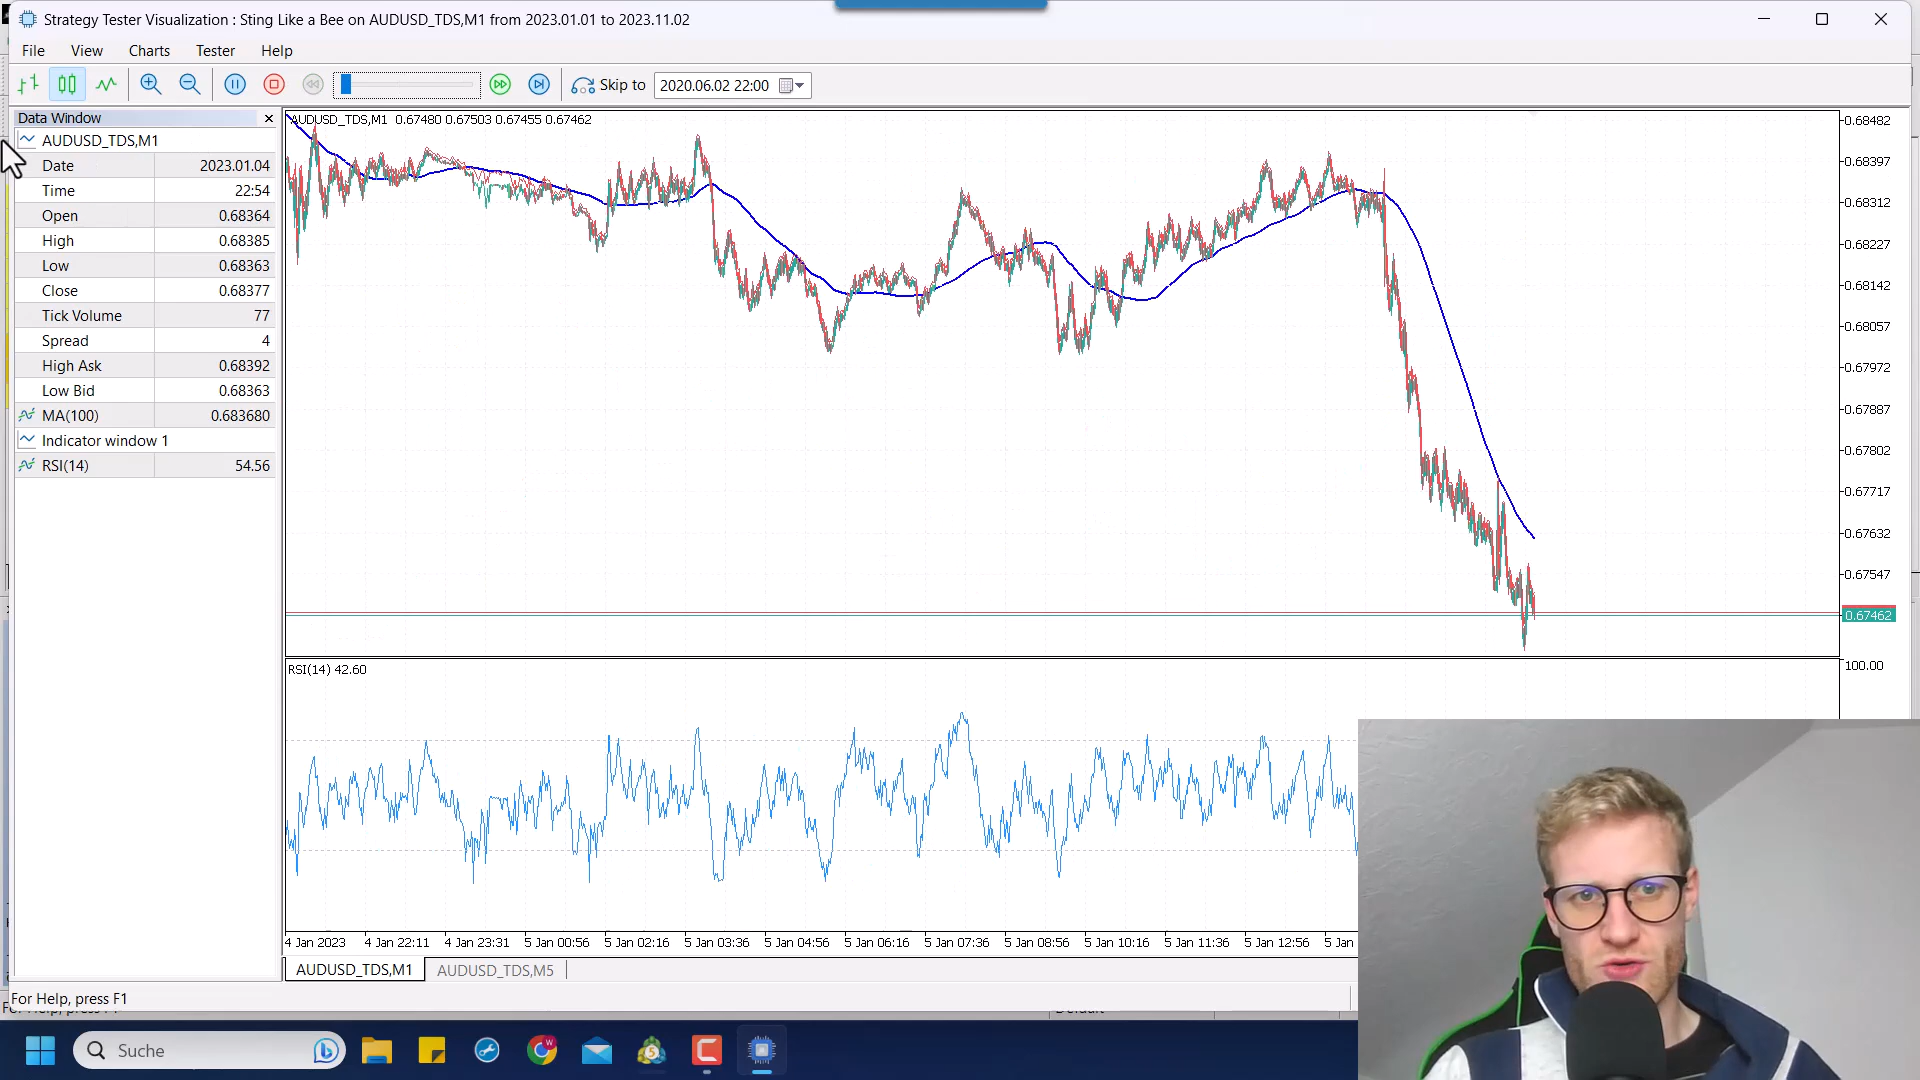 Strategy Tester Visualization : Sting Like a Bee on AUDUSD_TDS,M1 from 2023.01.01 to 2023.11.02
File View Charts Tester Help
Skip to 2020.06.02 22:00
Data Window
AUDUSD_TDS,M1
Date 2023.01.04
Time 22:54
Open 0.68364
High 0.68385
Low 0.68363
Close 0.68377
Tick Volume 77
Spread 4
High Ask 0.68392
Low Bid 0.68363
MA(100) 0.683680
Indicator window 1
RSI(14) 54.56
AUDUSD_TDS,M1 0.67480 0.67503 0.67455 0.67462
0.68482
0.68397
0.68312
0.68227
0.68142
0.68057
0.67972
0.67887
0.67802
0.67717
0.67632
0.67547
0.67462
RSI(14) 42.60
100.00
4 Jan 2023 4 Jan 22:11 4 Jan 23:31 5 Jan 00:56 5 Jan 02:16 5 Jan 03:36 5 Jan 04:56 5 Jan 06:16 5 Jan 07:36 5 Jan 08:56 5 Jan 10:16 5 Jan 11:36 5 Jan 12:56 5 Jan
AUDUSD_TDS,M1 AUDUSD_TDS,M5
For Help, press F1
Default
Suche